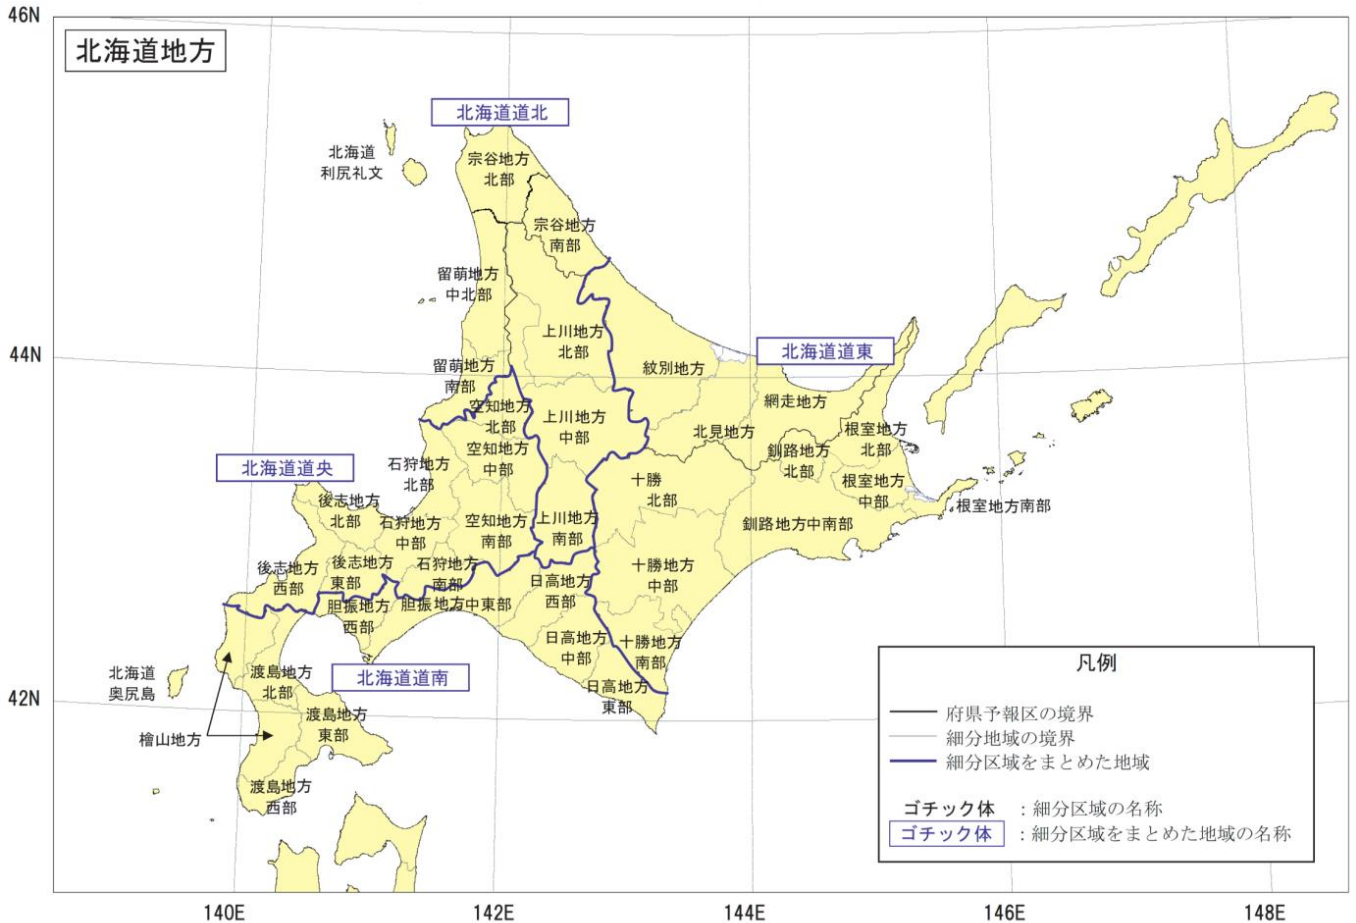 46N
北海道地方
北海道道北
北海道
利尻礼文
宗谷地方
北部
宗谷地方
南部
留萌地方
中北部
上川地方
北部
44N
北海道道東
留萌地方
南部
紋別地方
網走地方
空知地方
北部
上川地方
中部
北見地方
根室地方
北部
釧路地方
北部
空知地方
中部
北海道道央
石狩地方
北部
十勝
北部
根室地方
中部
根室地方南部
後志地方
北部
石狩地方
中部
空知地方
南部
上川地方
南部
釧路地方中南部
後志地方
西部
後志地方
東部
石狩地方
南部
十勝地方
中部
日高地方
西部
胆振地方
西部
胆振地方中東部
日高地方
中部
十勝地方
南部
北海道
奥尻島
渡島地方
北部
北海道道南
日高地方
東部
42N
檜山地方
渡島地方
東部
渡島地方
西部
凡例
府県予報区の境界
細分地域の境界
細分区域をまとめた地域
ゴチック体 :細分区域の名称
ゴチック体 :細分区域をまとめた地域の名称
140E 142E 144E 146E 148E